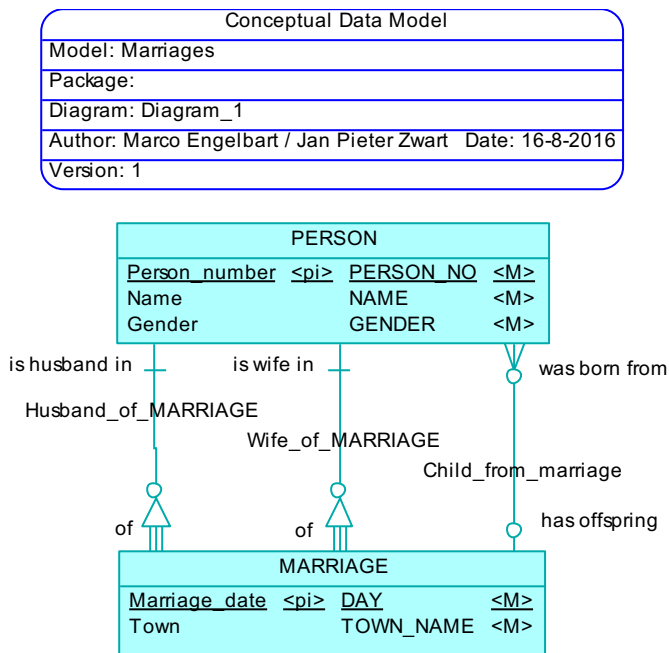 Conceptual Data Model
Model: Marriages
Package:
Diagram: Diagram_1
Author: Marco Engelbart / Jan Pieter Zwart Date: 16-8-2016
Version: 1
PERSON
Person_number <pi> PERSON_NO <M>
Name NAME <M>
Gender GENDER <M>
is husband in is wife in was born from
Husband_of_MARRIAGE
Wife_of_MARRIAGE
Child_from_marriage
of of has offspring
MARRIAGE
Marriage_date <pi> DAY <M>
Town TOWN_NAME <M>